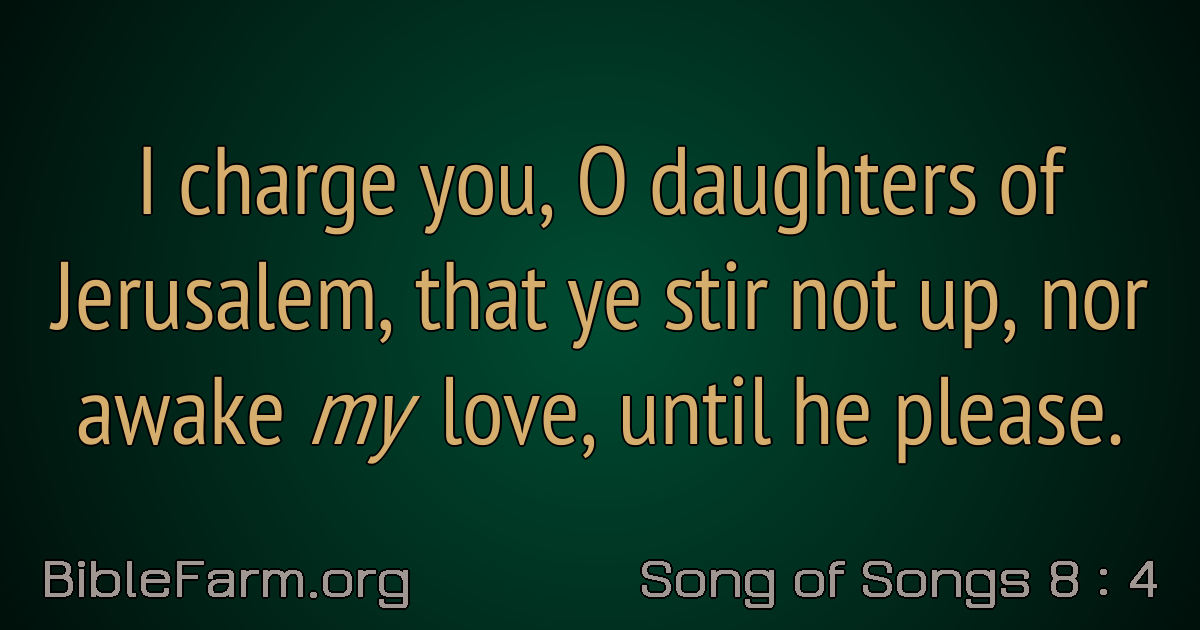 I charge you, O daughters of
Jerusalem, that ye stir not up, nor
awake my love, until he please.
BibleFarm.org
Song of Songs 8 : 4